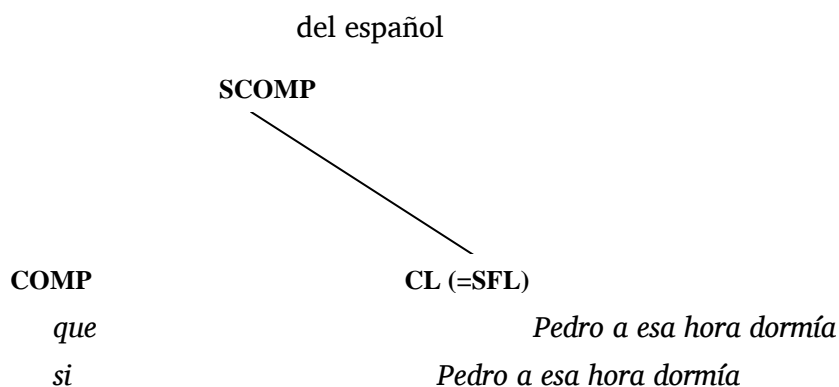 del español
SCOMP
COMP CL (=SFL)
que Pedro a esa hora dormía
si Pedro a esa hora dormía